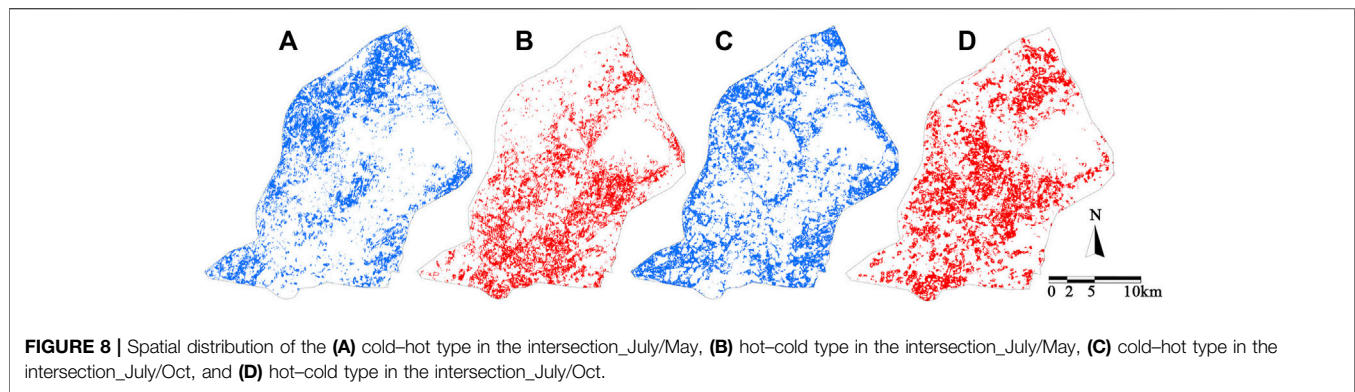 A B C D
N
0 2 5 10km
FIGURE 8 | Spatial distribution of the (A) cold–hot type in the intersection_July/May, (B) hot–cold type in the intersection_July/May, (C) cold–hot type in the
intersection_July/Oct, and (D) hot–cold type in the intersection_July/Oct.